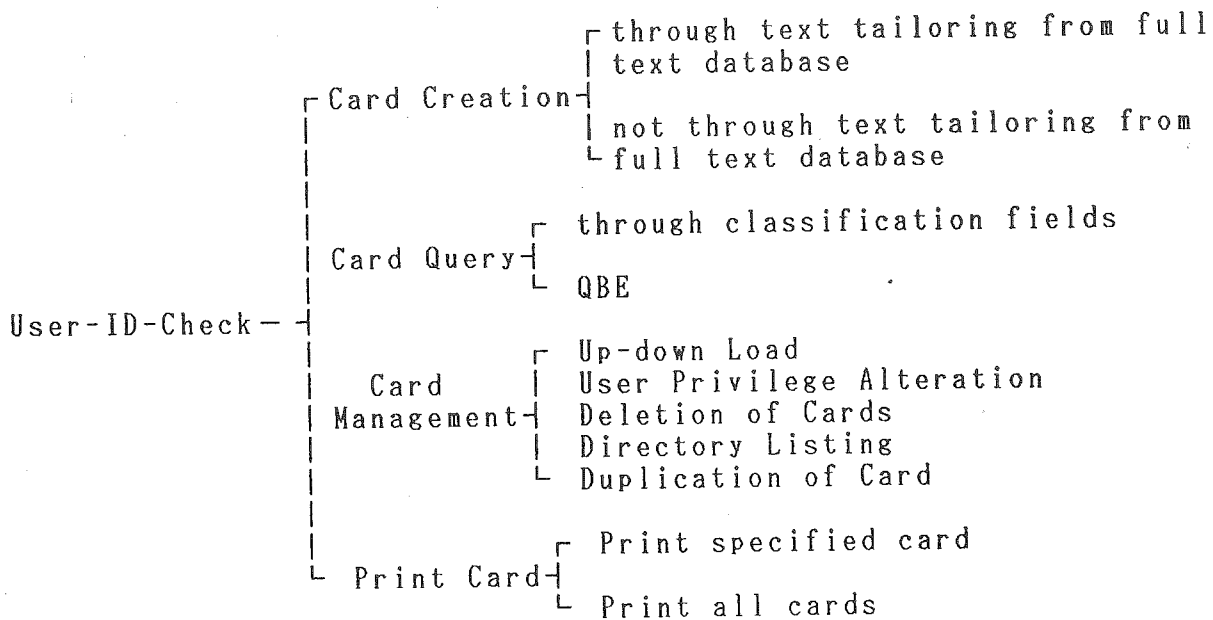 through text tailoring from full
text database
Card Creation
not through text tailoring from
full text database
through classification fields
Card Query
QBE
User-ID-Check
Up-down Load
Card
User Privilege Alteration
Management
Deletion of Cards
Directory Listing
Duplication of Card
Print specified card
Print Card
Print all cards